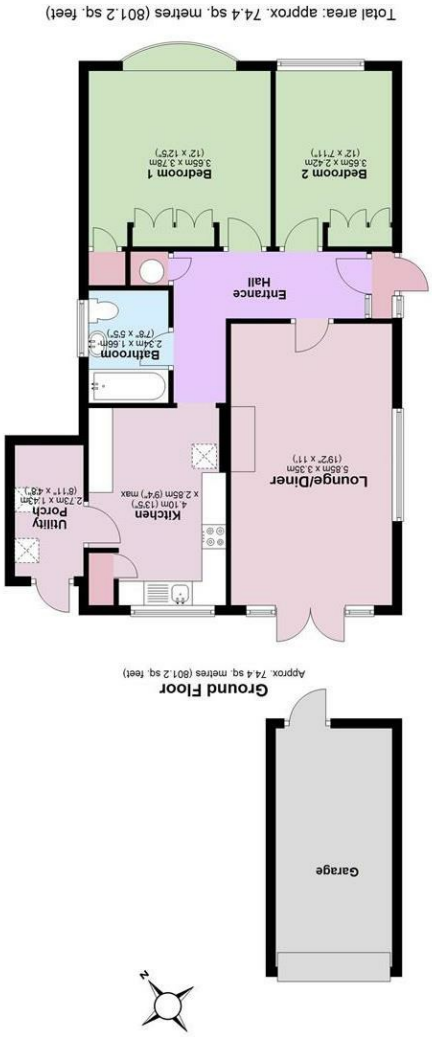 N
Garage
Ground Floor
Approx. 74.4 sq. metres (801.2 sq. feet)
Lounge/Diner
5.85m x 3.35m
(19'2" x 11')
Kitchen
4.10m (13'5")
x 2.85m (9'4") max
Utility
Porch
2.73m x 1.43m
(8'11" x 4'8")
Bathroom
2.34m x 1.66m
(7'8" x 5'5")
Entrance
Hall
Bedroom 2
3.65m x 2.42m
(12' x 7'11")
Bedroom 1
3.65m x 3.78m
(12' x 12'5")
Total area: approx. 74.4 sq. metres (801.2 sq. feet)